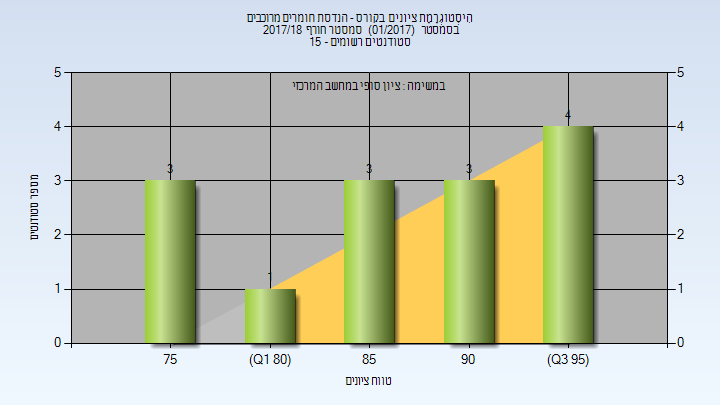 היסטוגרמת ציונים בקורס - הנדסת חומרים מרוכבים
בסמסטר (01/2017) סמסטר חורף 2017/18
סטודנטים רשומים - 15
במשימה : ציון סופי במחשב המרכזי
5 5
4 4
3 3
2 2
1 1
0 0
3 1 3 3 4
מספר סטודנטים
75 (Q1 80) 85 90 (Q3 95)
טווח ציונים